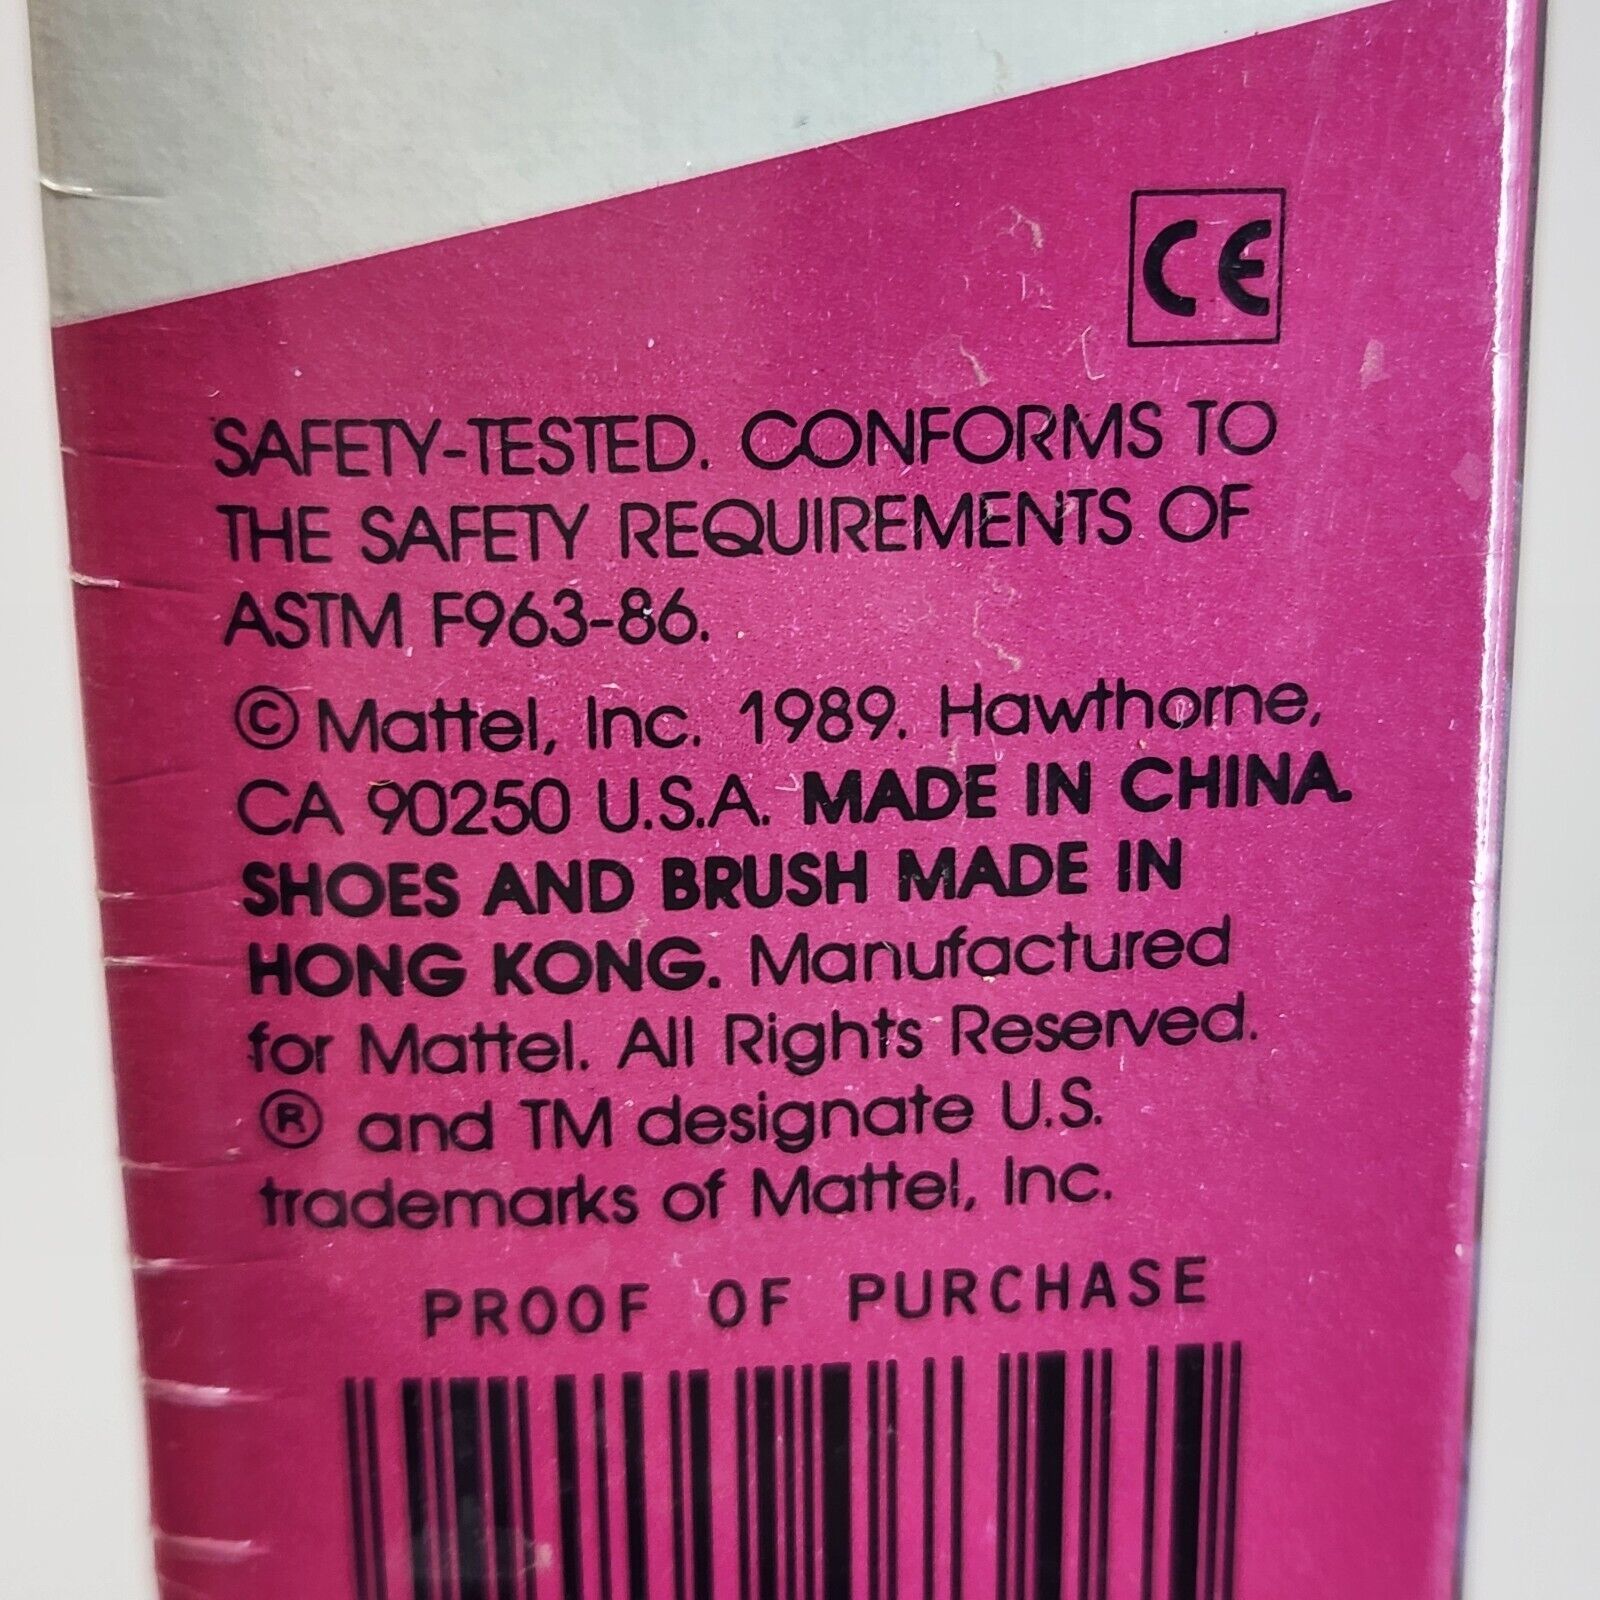 CE
SAFETY-TESTED. CONFORMS TO
THE SAFETY REQUIREMENTS OF
ASTM F963-86.
© Mattel, Inc. 1989. Hawthorne,
CA 90250 U.S.A. MADE IN CHINA.
SHOES AND BRUSH MADE IN
HONG KONG. Manufactured
for Mattel. All Rights Reserved.
® and TM designate U.S.
trademarks of Mattel, Inc.
PROOF OF PURCHASE